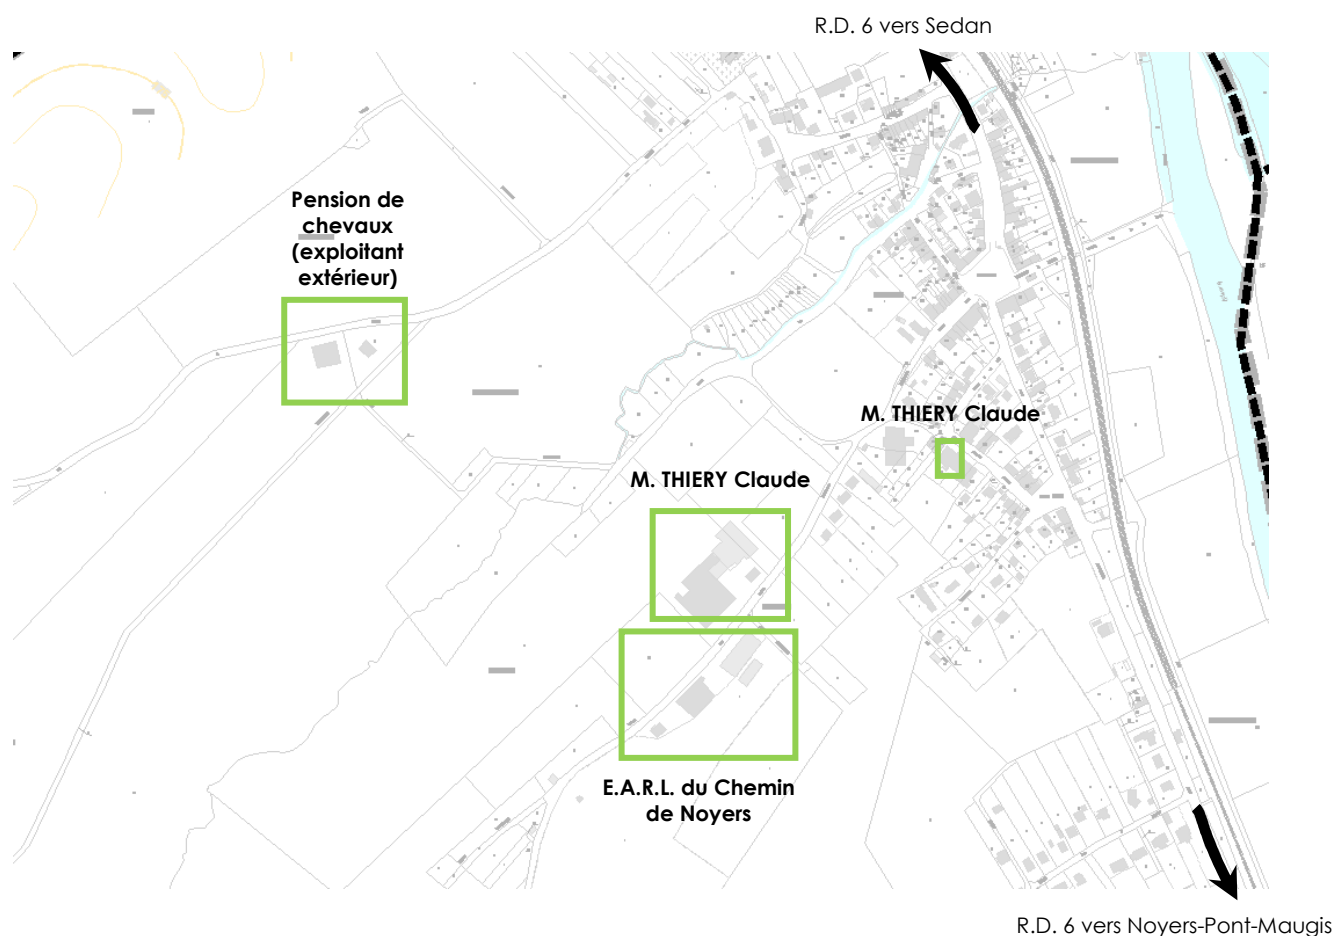 R.D. 6 vers Sedan
Pension de
chevaux
(exploitant
extérieur)
M. THIERY Claude
M. THIERY Claude
E.A.R.L. du Chemin
de Noyers
R.D. 6 vers Noyers-Pont-Maugis